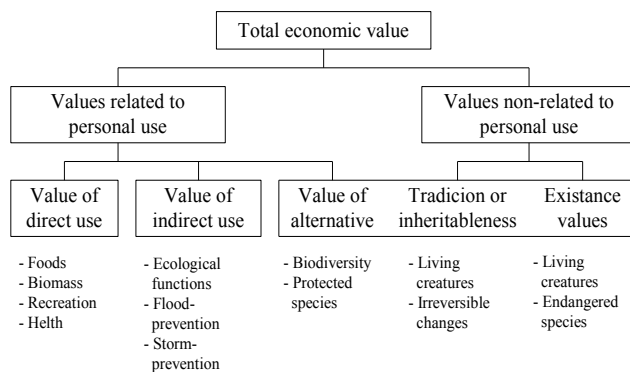 Total economic value
Values related to
personal use
Values non-related to
personal use
Value of
direct use
Value of
indirect use
Value of
alternative
Tradicion or
inheritableness
Existance
values
- Foods
- Biomass
- Recreation
- Helth
- Ecological
functions
- Flood-
prevention
- Storm-
prevention
- Biodiversity
- Protected
species
- Living
creatures
- Irreversible
changes
- Living
creatures
- Endangered
species